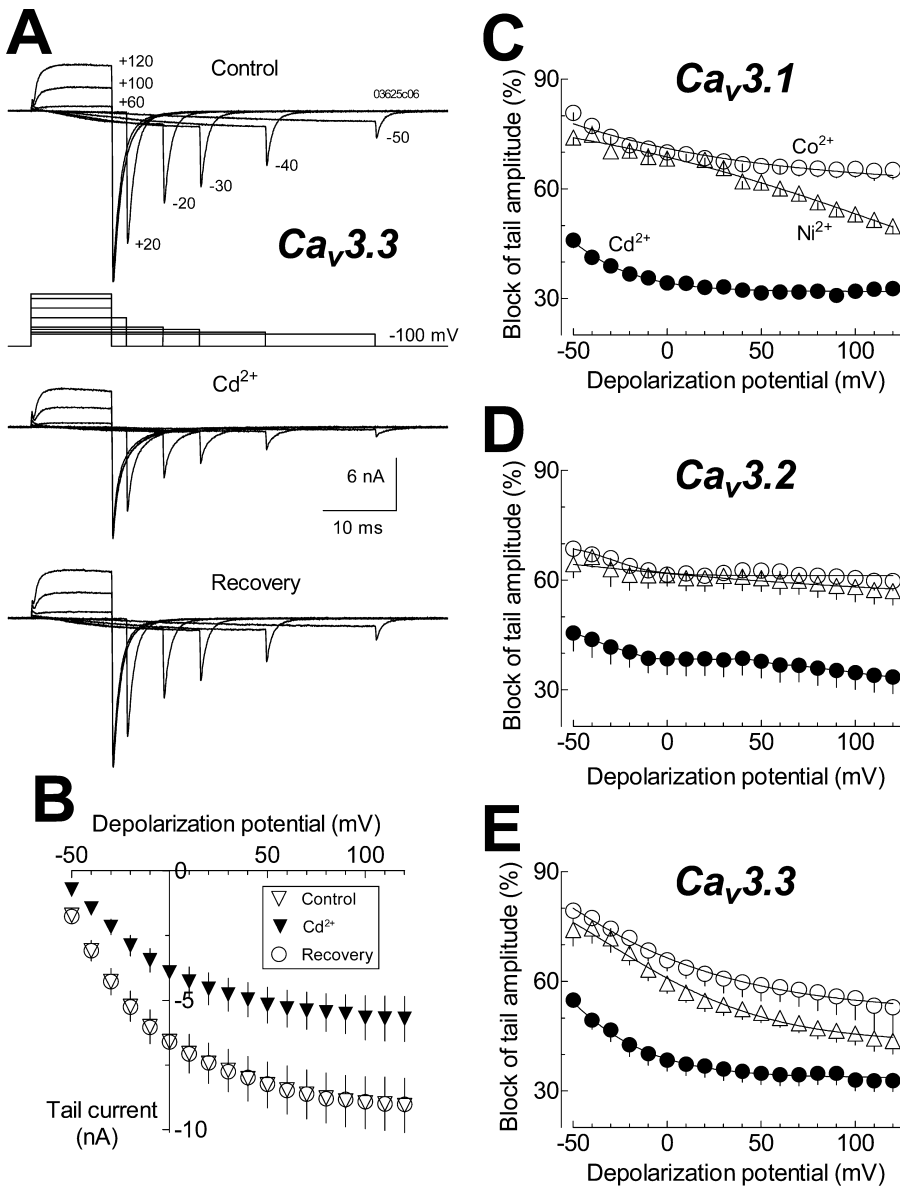 A
Control
+120
+100
+60
03625c06
-50
-40
-30
-20
+20
Cav3.3
-100 mV
Cd2+
6 nA
10 ms
Recovery
B
Depolarization potential (mV)
-50 0 50 100
Control
Cd2+
Recovery
-5
-10
Tail current
(nA)
C
Cav3.1
Block of tail amplitude (%)
90
60
30
Co2+
Ni2+
Cd2+
-50 0 50 100
Depolarization potential (mV)
D
Cav3.2
Block of tail amplitude (%)
90
60
30
-50 0 50 100
Depolarization potential (mV)
E
Cav3.3
Block of tail amplitude (%)
90
60
30
-50 0 50 100
Depolarization potential (mV)